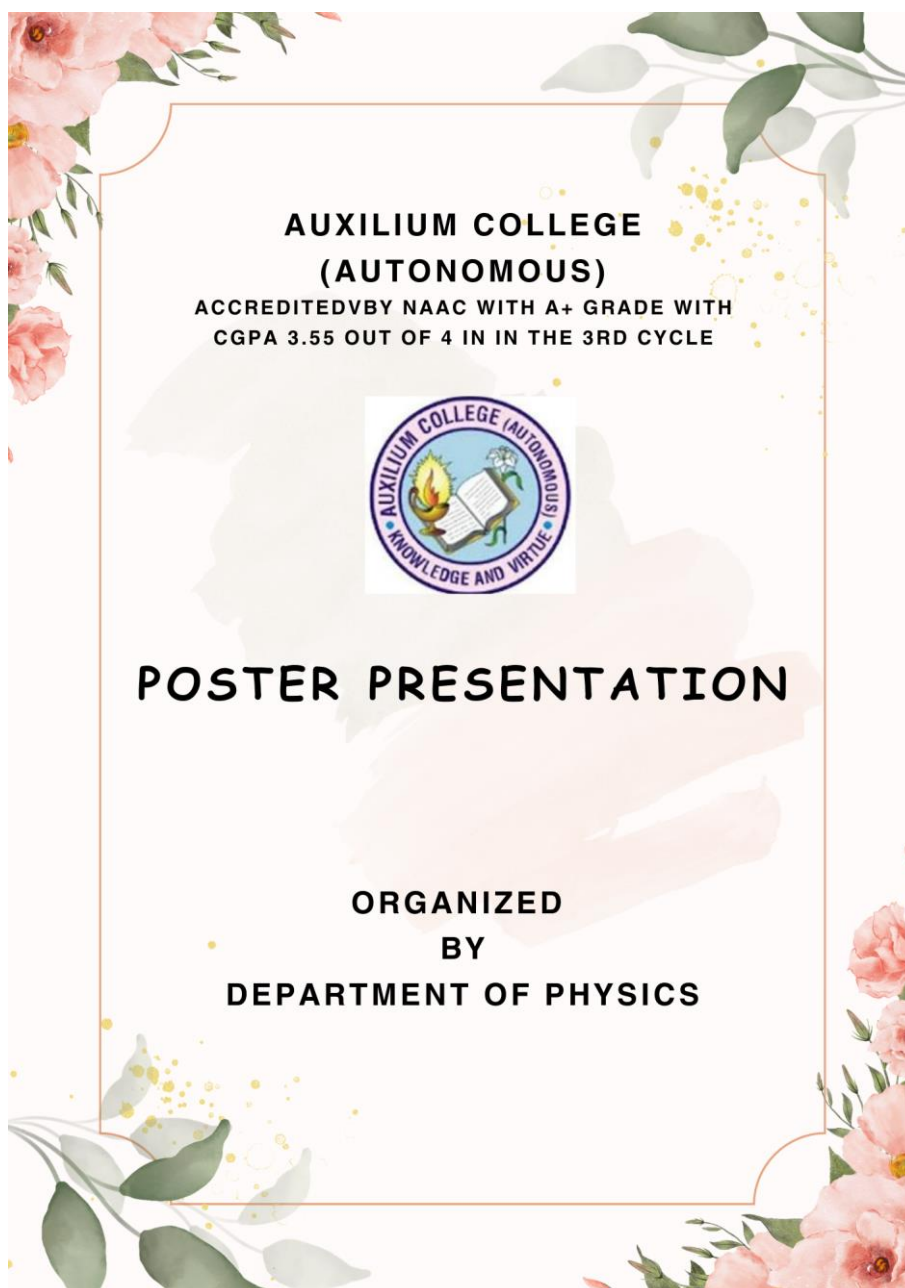 AUXILIUM COLLEGE
(AUTONOMOUS)
ACCREDITEDVBY NAAC WITH A+ GRADE WITH
CGPA 3.55 OUT OF 4 IN IN THE 3RD CYCLE
AUXILIUM COLLEGE (AUTONOMOUS)
KNOWLEDGE AND VIRTUE
POSTER PRESENTATION
ORGANIZED
BY
DEPARTMENT OF PHYSICS